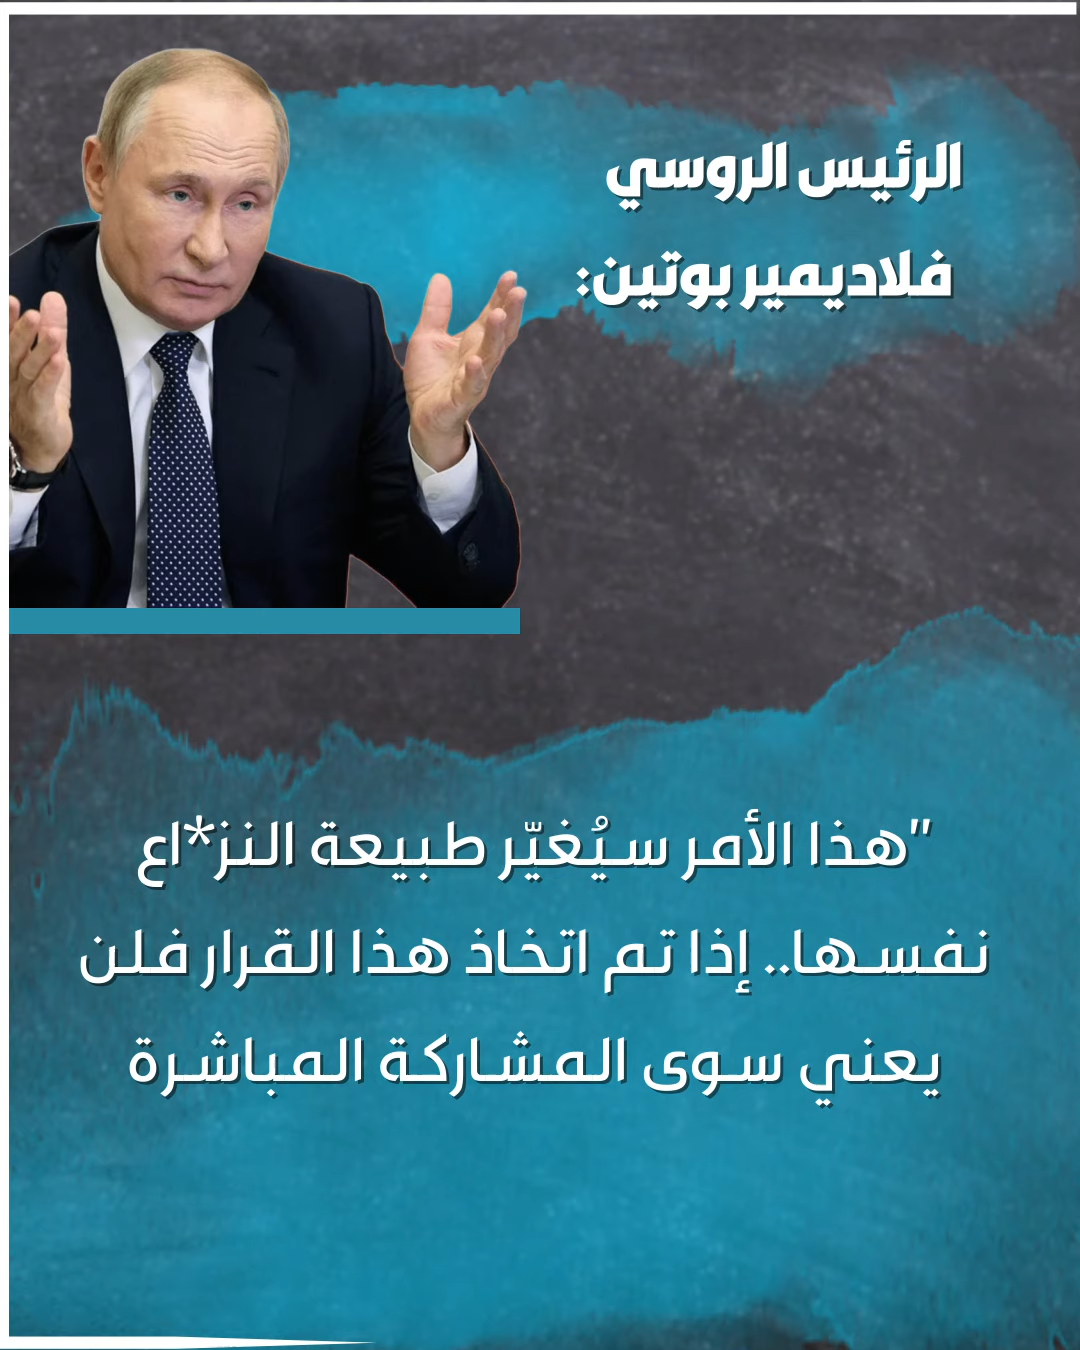 الرئيس الروسي
فلاديمير بوتين:
"هذا الأمر سيُغيّر طبيعة النز*اع
نفسها.. إذا تم اتخاذ هذا القرار فلن
يعني سوى المشاركة المباشرة